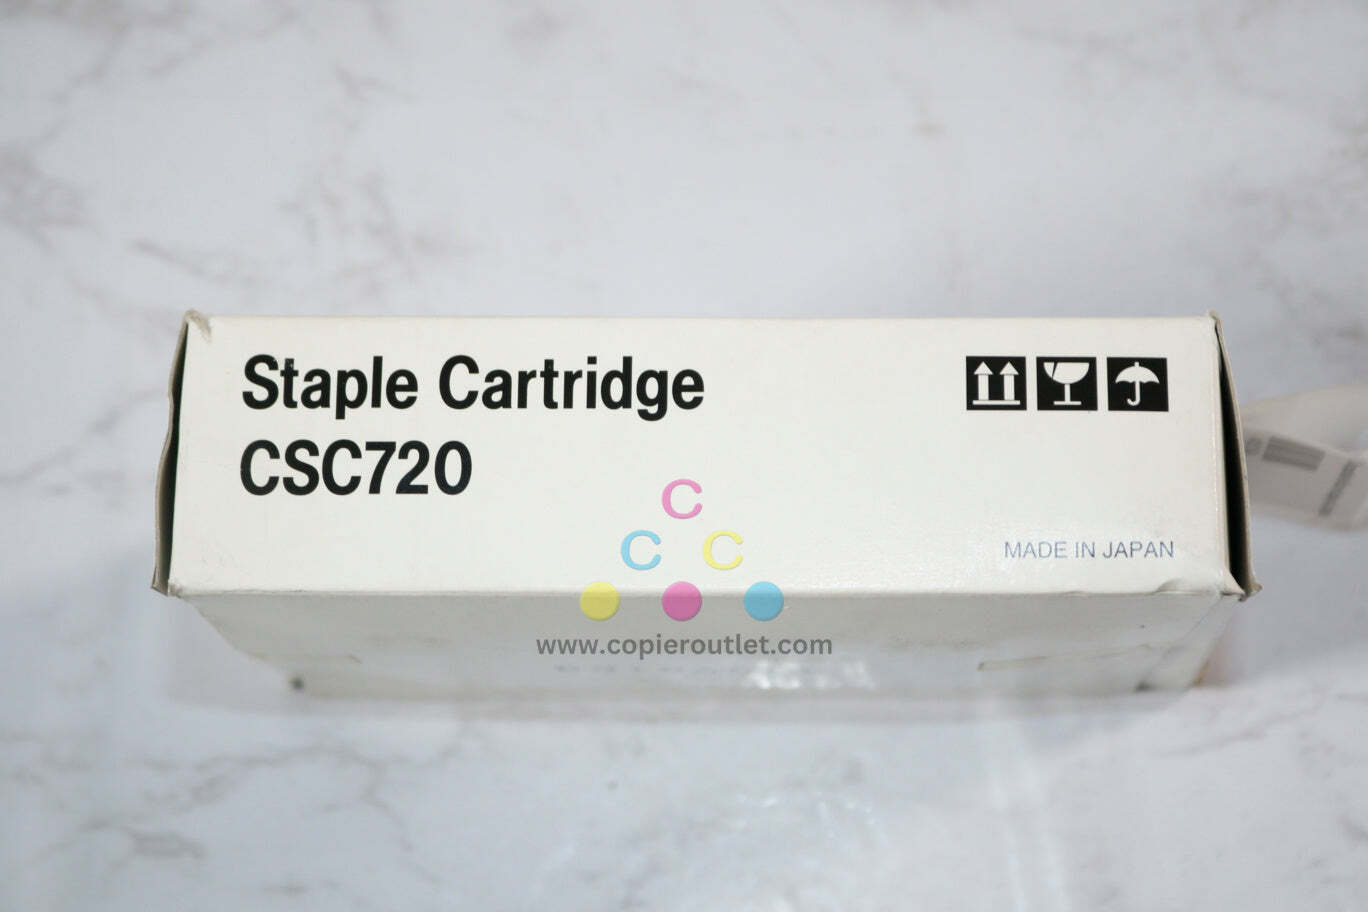 Staple Cartridge
CSC720
MADE IN JAPAN
C
C C
www.copieroutlet.com